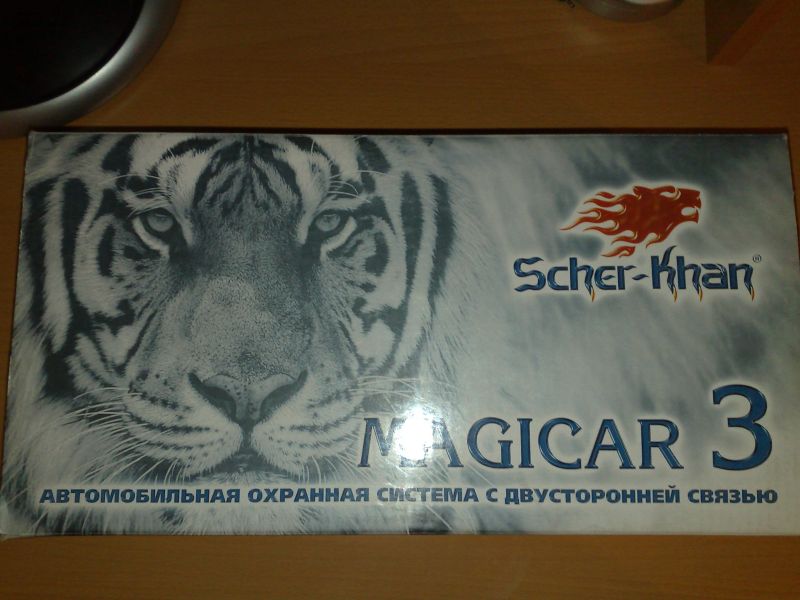 Scher-Khan®
MAGICAR 3
АВТОМОБИЛЬНАЯ ОХРАННАЯ СИСТЕМА С ДВУСТОРОННЕЙ СВЯЗЬЮ